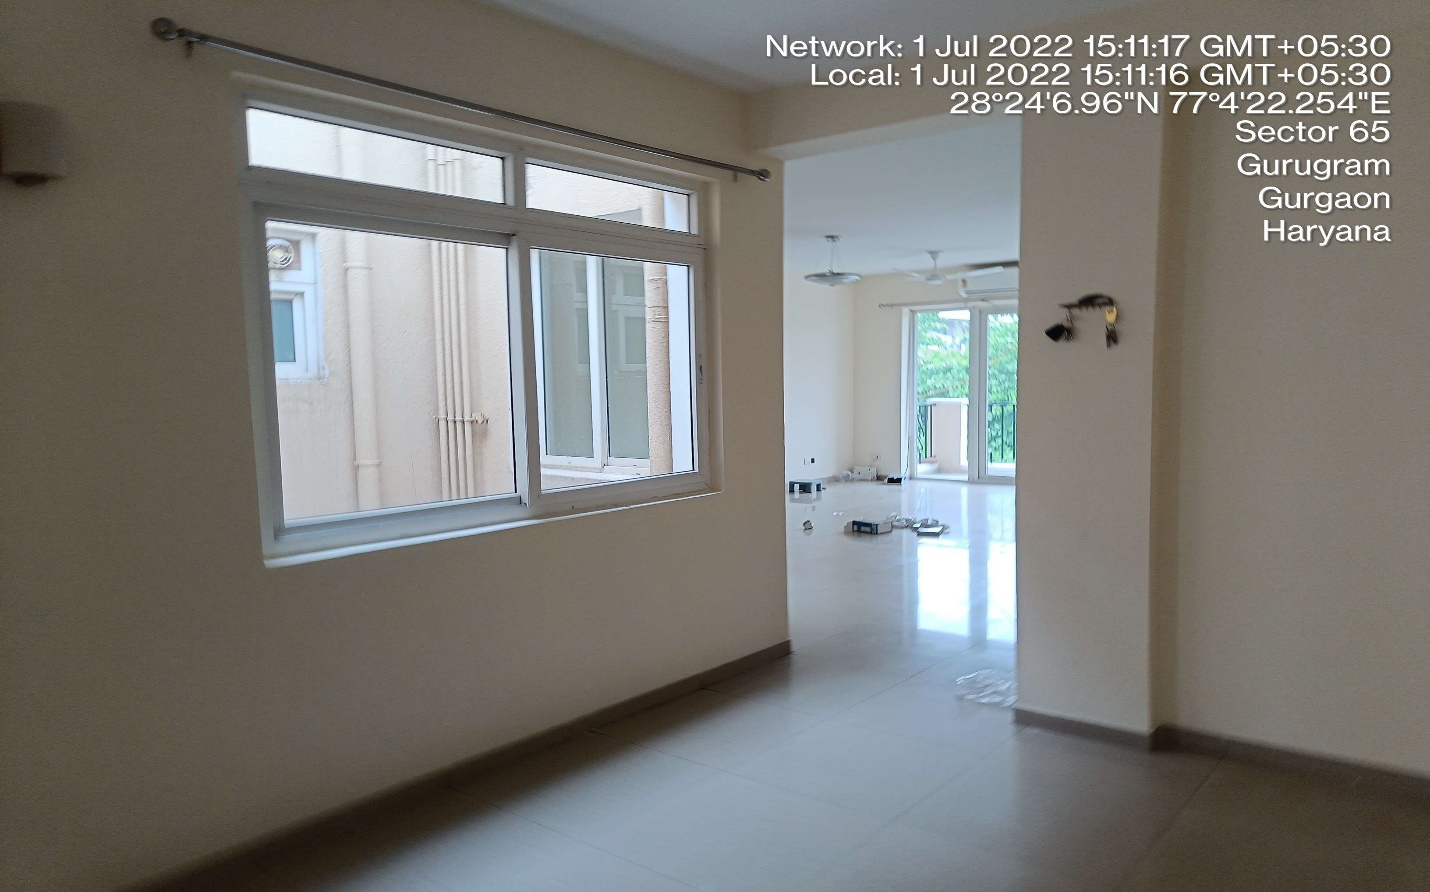 Network: 1 Jul 2022 15:11:17 GMT+05:30
Local: 1 Jul 2022 15:11:16 GMT+05:30
28°24'6.96"N 77°4'22.254"E
Sector 65
Gurugram
Gurgaon
Haryana